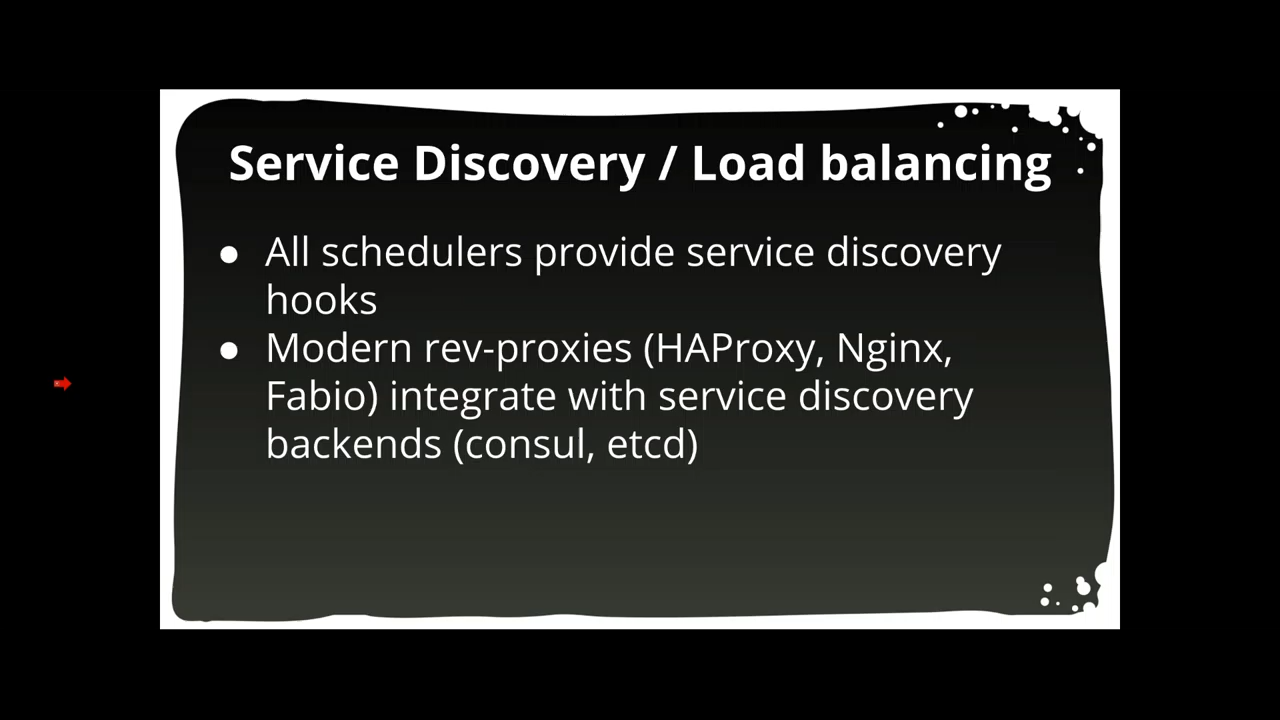 Service Discovery / Load balancing
● All schedulers provide service discovery
hooks
● Modern rev-proxies (HAProxy, Nginx,
Fabio) integrate with service discovery
backends (consul, etcd)